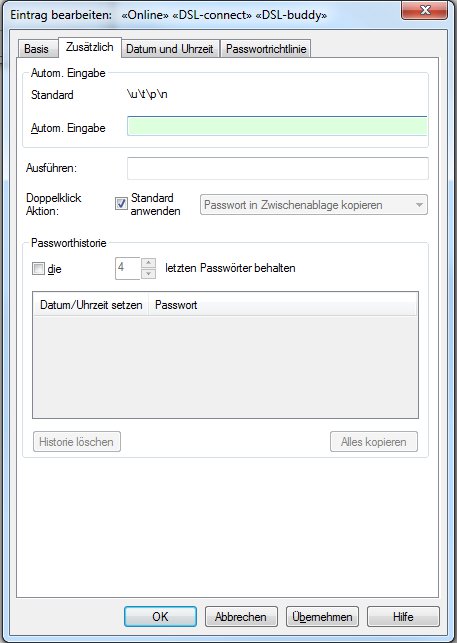 Eintrag bearbeiten: «Online» «DSL-connect» «DSL-buddy»
Basis Zusätzlich Datum und Uhrzeit Passwortrichtlinie
Autom. Eingabe
Standard \u\t\p\n
Autom. Eingabe
Ausführen:
Doppelklick Aktion: Standard anwenden Passwort in Zwischenablage kopieren
Passworthistorie
die 4 letzten Passwörter behalten
Datum/Uhrzeit setzen Passwort
Historie löschen Alles kopieren
OK Abbrechen Übernehmen Hilfe